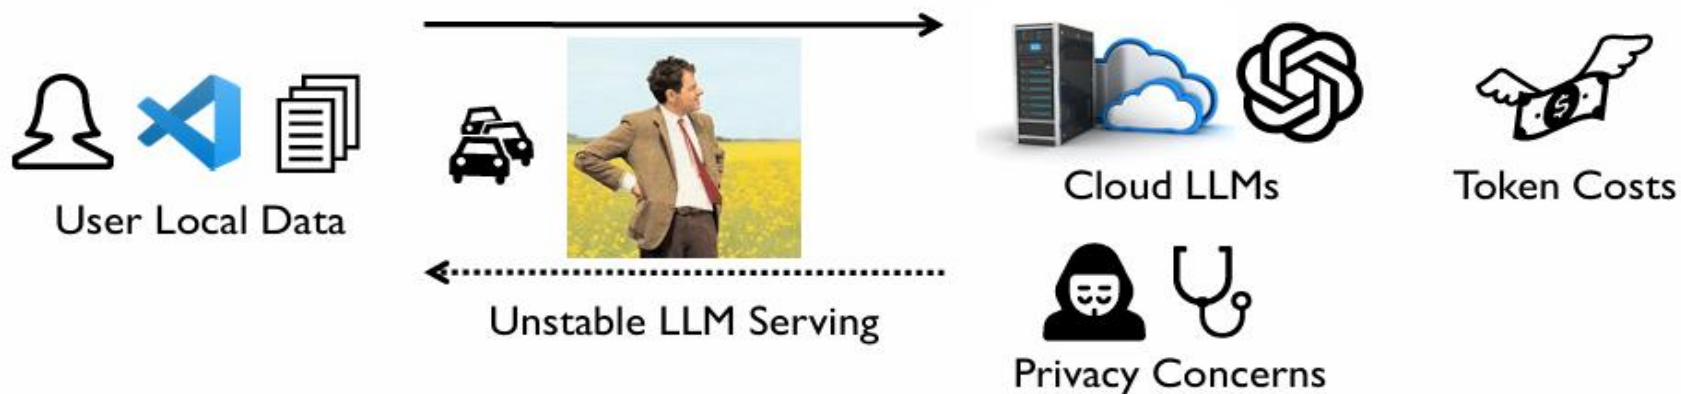 User Local Data
Unstable LLM Serving
Cloud LLMs
Token Costs
Privacy Concerns